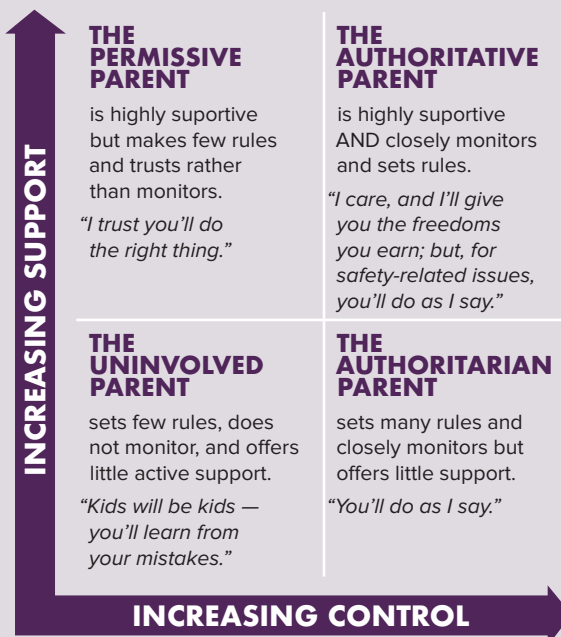 INCREASING SUPPORT
THE
PERMISSIVE
PARENT
is highly suportive
but makes few rules
and trusts rather
than monitors.
“I trust you’ll do
the right thing.”
THE
AUTHORITATIVE
PARENT
is highly suportive
AND closely monitors
and sets rules.
“I care, and I’ll give
you the freedoms
you earn; but, for
safety-related issues,
you’ll do as I say.”
THE
UNINVOLVED
PARENT
sets few rules, does
not monitor, and offers
little active support.
“Kids will be kids —
you’ll learn from
your mistakes.”
THE
AUTHORITARIAN
PARENT
sets many rules and
closely monitors but
offers little support.
“You’ll do as I say.”
INCREASING CONTROL